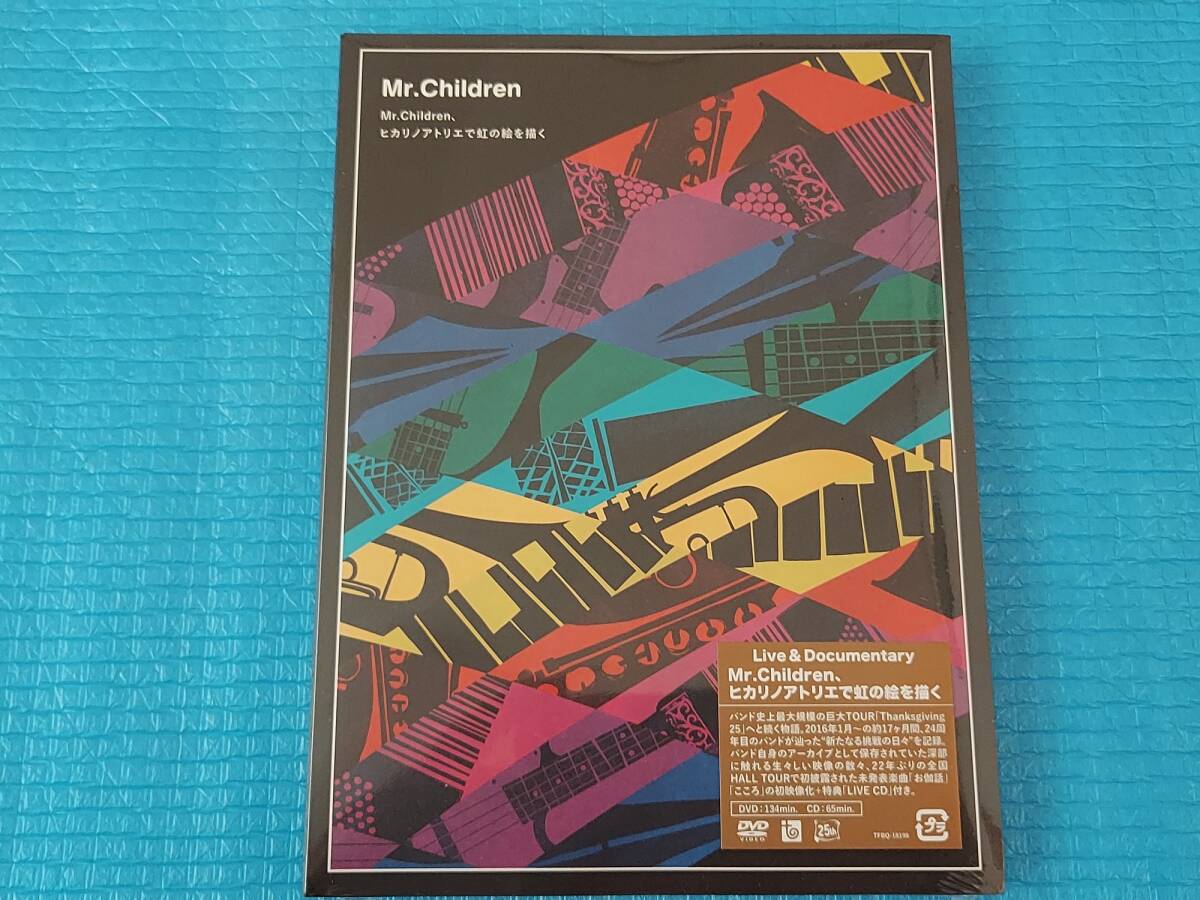 Mr.Children
Mr.Children、
ヒカリノアトリエで虹の絵を描く
Live & Documentary
Mr.Children、
ヒカリノアトリエで虹の絵を描く
バンド史上最大規模の巨大TOUR「Thanksgiving
25」へと続く物語。2016年1月〜の約17ヶ月間、24回
年目のバンドが辿った“新たなる挑戦の日々”を記録。
バンド自身のアーカイブとして保存されていた深部
に触れる生々しい映像の数々、22年ぶりの全国
HALL TOURで初披露された未発表楽曲「お伽話」
「こころ」の初映像化+特典「LIVE CD」付き。
DVD:134min. CD:65min.
DVD
VIDEO
25th
TFBQ-18198
プラ